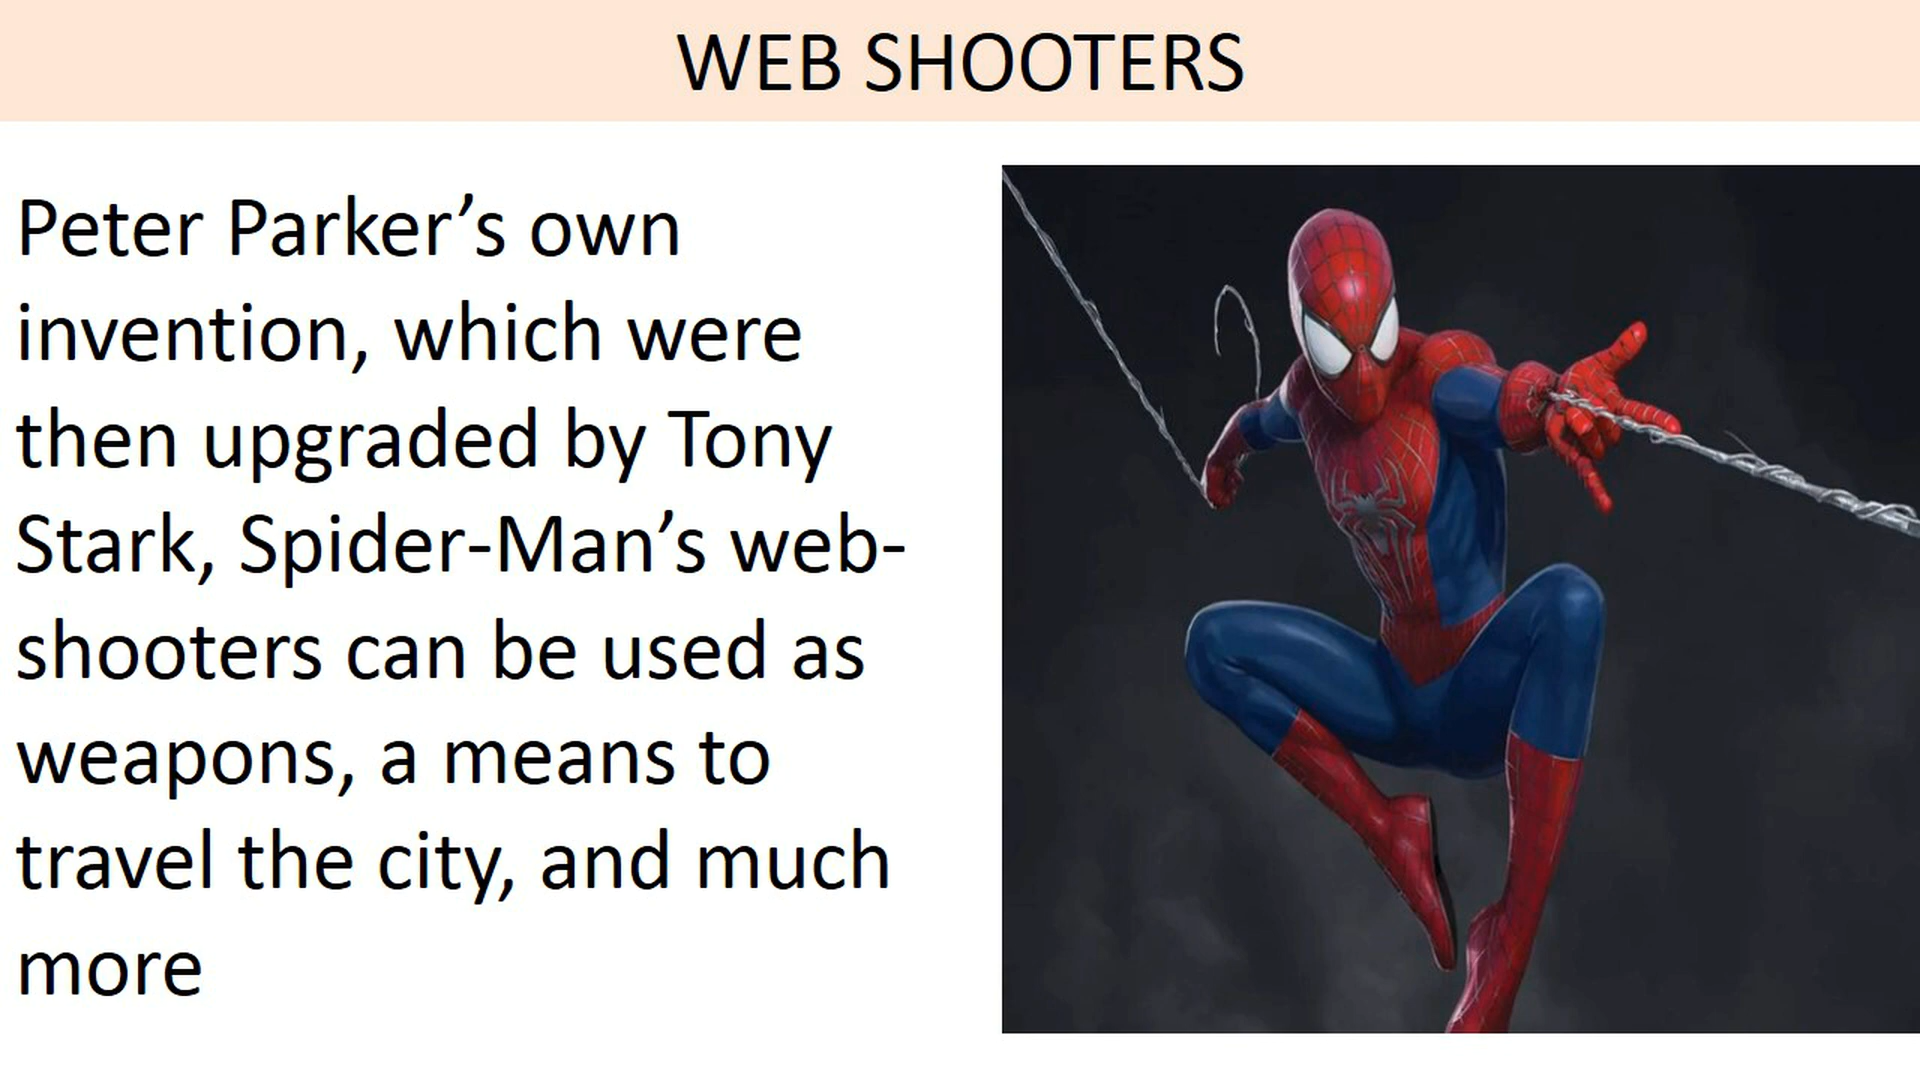 WEB SHOOTERS
Peter Parker’s own
invention, which were
then upgraded by Tony
Stark, Spider-Man’s web-
shooters can be used as
weapons, a means to
travel the city, and much
more